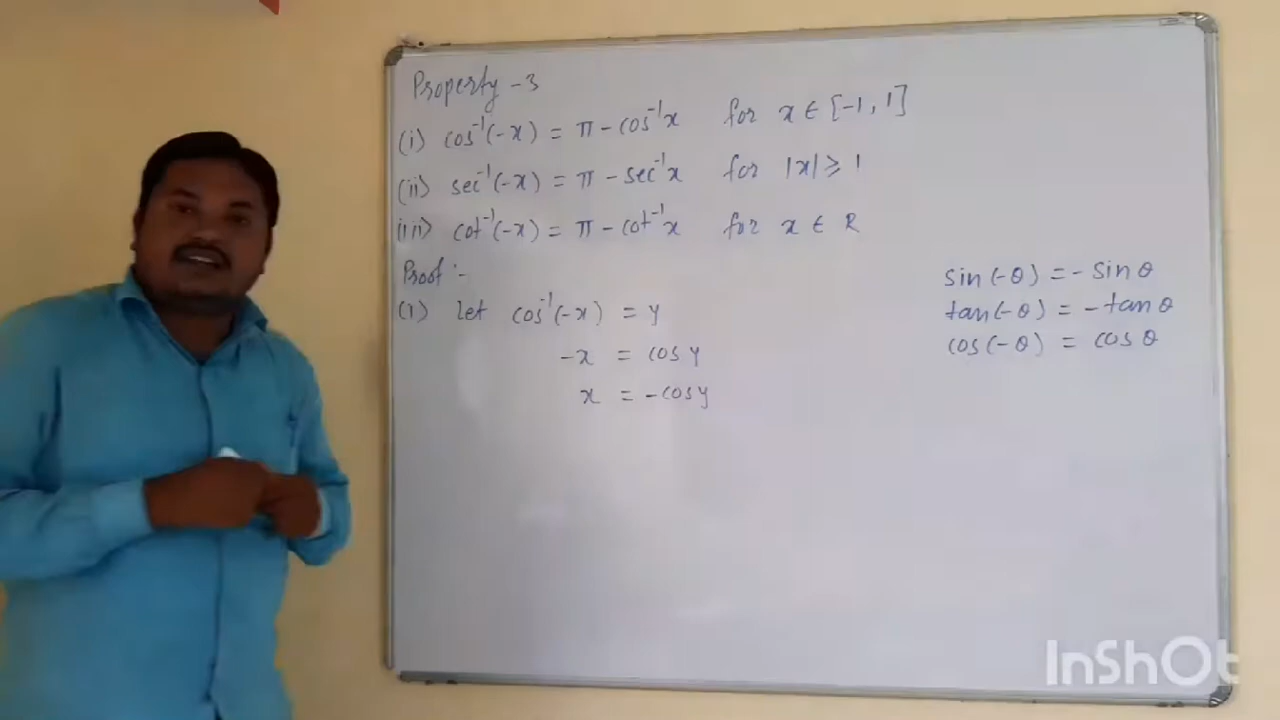 Property - 3
(i) cos⁻¹(-x) = π - cos⁻¹x for x ∈ [-1, 1]
(ii) sec⁻¹(-x) = π - sec⁻¹x for |x| ⩾ 1
(iii) cot⁻¹(-x) = π - cot⁻¹x for x ∈ R
Proof :-
(1) let cos⁻¹(-x) = y
-x = cos y
x = -cos y
sin(-θ) = - sin θ
tan(-θ) = - tan θ
cos(-θ) = cos θ
InShOt